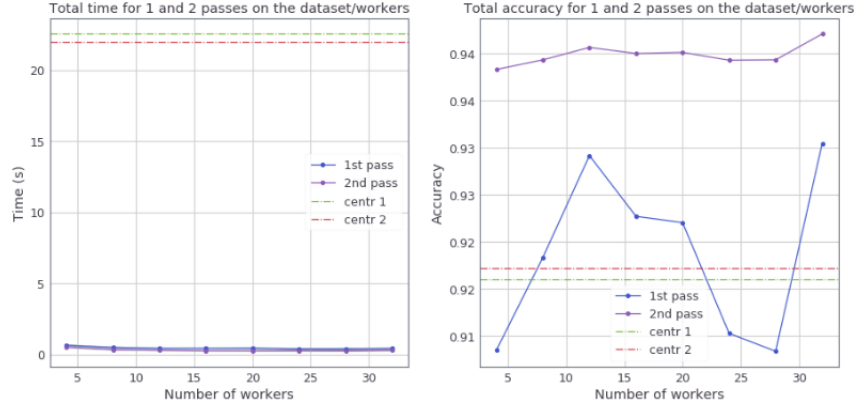 Total time for 1 and 2 passes on the dataset/workers
20
15
10
5
0
Time (s)
5
10
15
20
25
30
Number of workers
1st pass
2nd pass
centr 1
centr 2
Total accuracy for 1 and 2 passes on the dataset/workers
0.94
0.94
0.93
0.93
0.92
0.92
0.91
Accuracy
5
10
15
20
25
30
Number of workers
1st pass
2nd pass
centr 1
centr 2